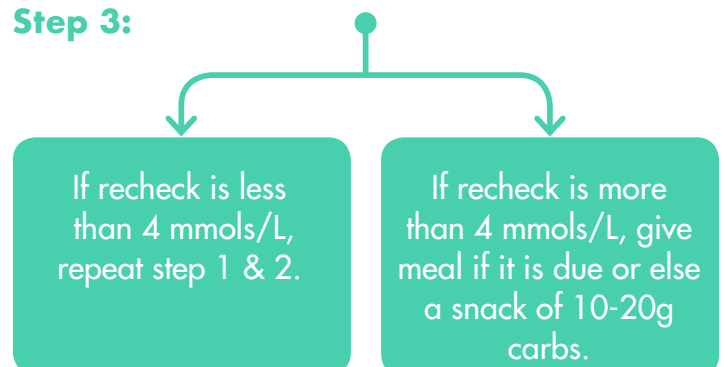 Step 3:
If recheck is less
than 4 mmols/L,
repeat step 1 & 2.
If recheck is more
than 4 mmols/L, give
meal if it is due or else
a snack of 10-20g
carbs.